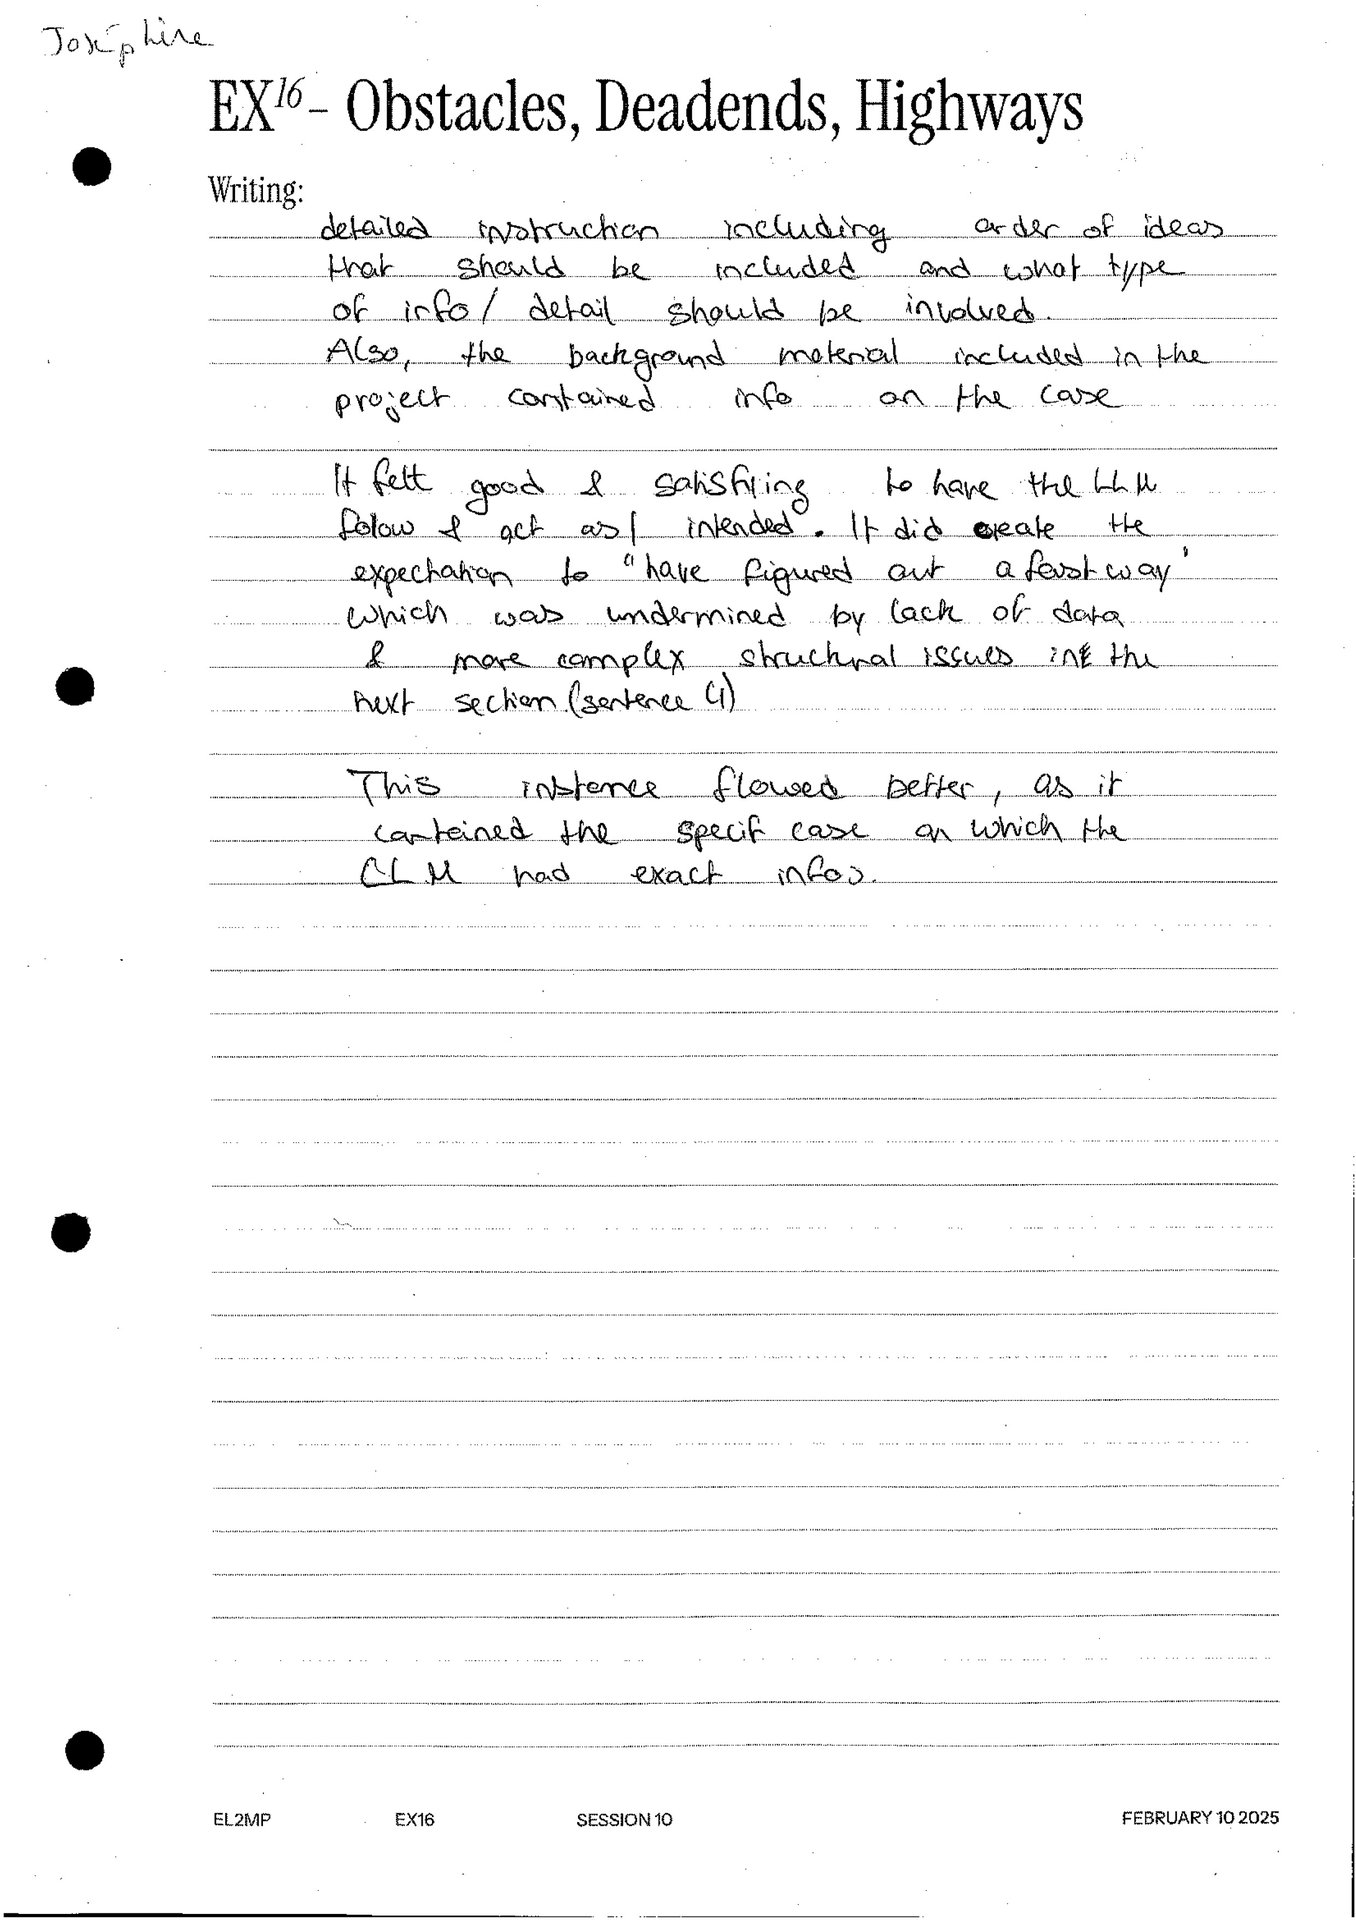 Joséphine
EX16 – Obstacles, Deadends, Highways
Writing:
detailed instruction including order of ideas
that should be included and what type
of info/ detail should be involved.
Also, the background material included in the
project contained info on the case
It felt good & satisfiing to have the LLM
folow & act as/ intended. It did create the
expectation to "have figured out a fast way"
which was undermined by lack of data
& more complex structural issues in the
next section (sentence 4)
This instance flowed better, as it
contained the specif case on which the
LLM had exact infos.
EL2MP EX16 SESSION 10 FEBRUARY 10 2025